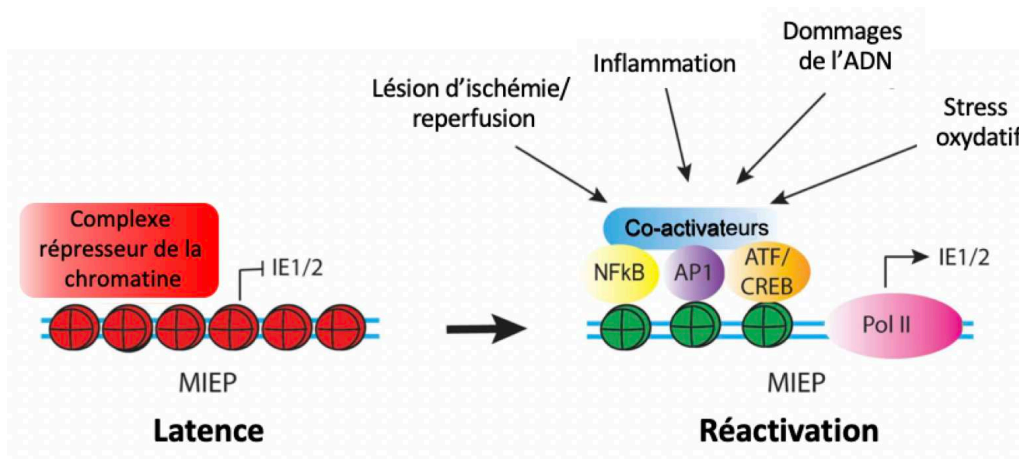 Dommages
de l'ADN
Inflammation
Lésion d'ischémie/
reperfusion
Stress
oxydatif
Complexe
répresseur de la
chromatine
IE1/2
MIEP
Latence
Co-activateurs
NFkB
AP1
ATF/
CREB
IE1/2
Pol II
MIEP
Réactivation